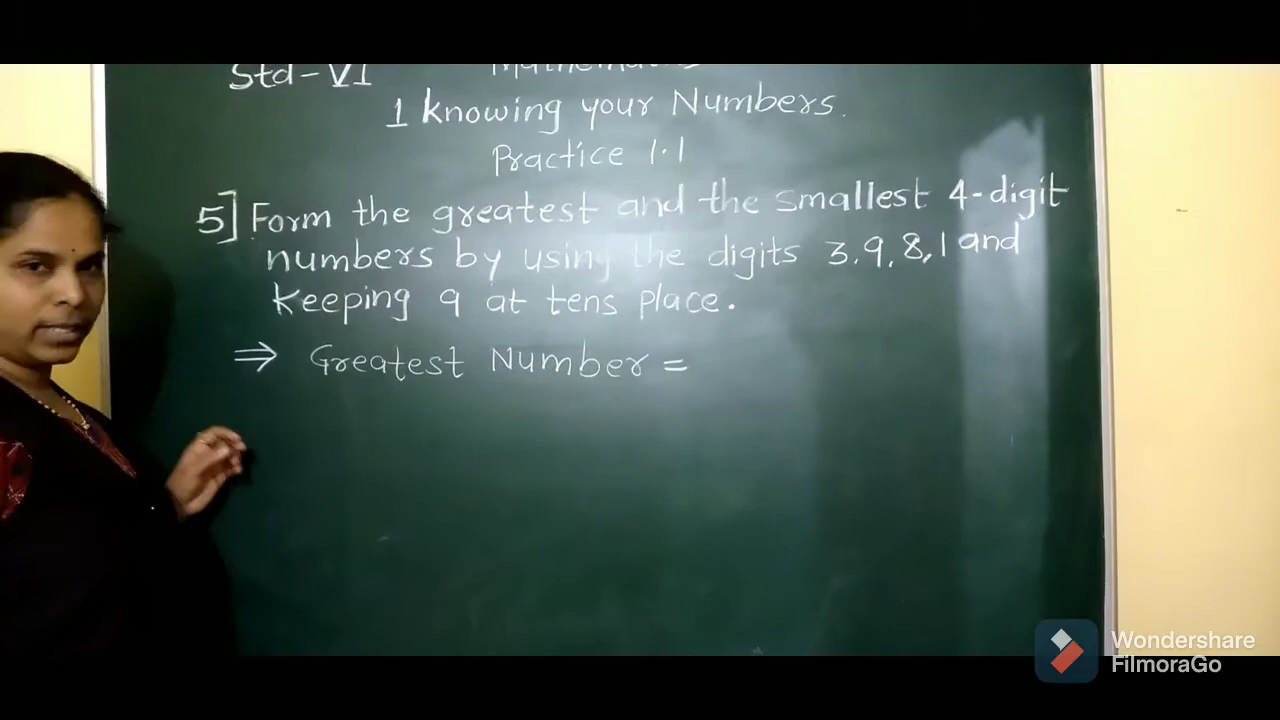 Std-VI
Mathematics
1 knowing your Numbers.
Practice 1.1
5] Form the greatest and the smallest 4-digit
numbers by using the digits 3,9,8,1 and
keeping 9 at tens place.
⇒ Greatest Number =
Wondershare
FilmoraGo